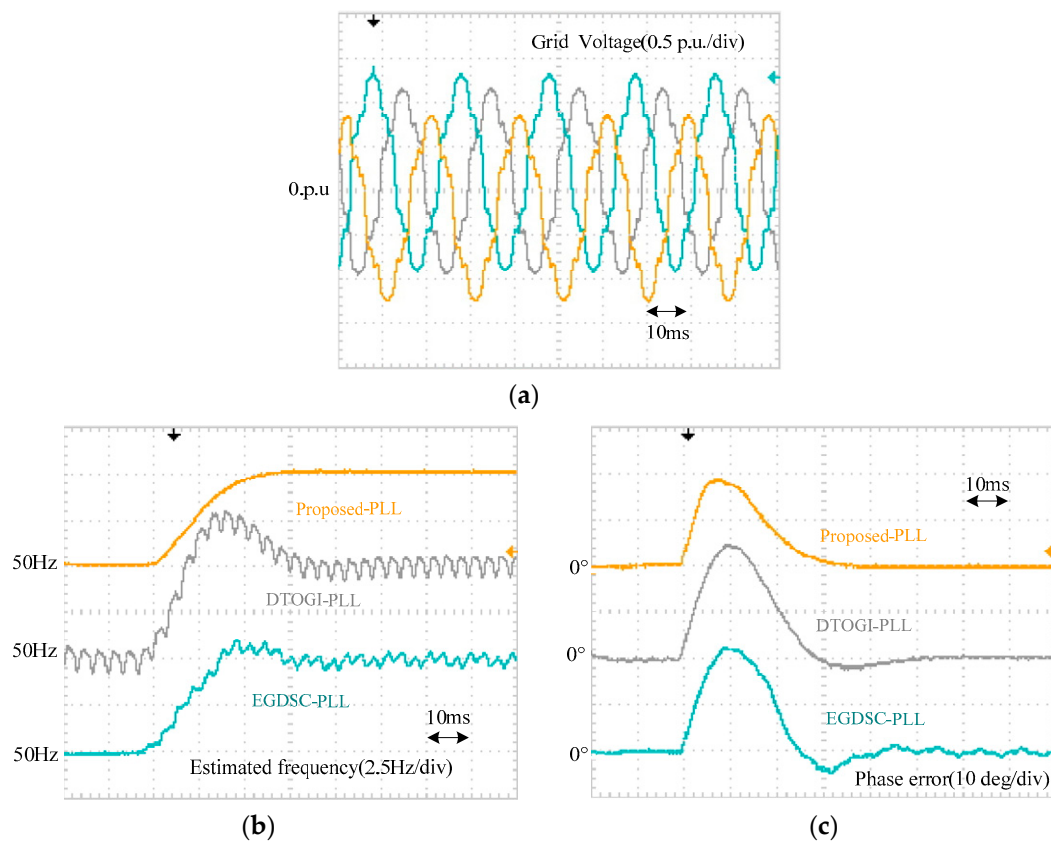 Grid Voltage(0.5 p.u./div)
0.p.u
10ms
(a)
Proposed-PLL
50Hz
DTOGI-PLL
50Hz
EGDSC-PLL
10ms
50Hz
Estimated frequency(2.5Hz/div)
(b)
10ms
Proposed-PLL
0°
DTOGI-PLL
0°
EGDSC-PLL
0°
Phase error(10 deg/div)
(c)